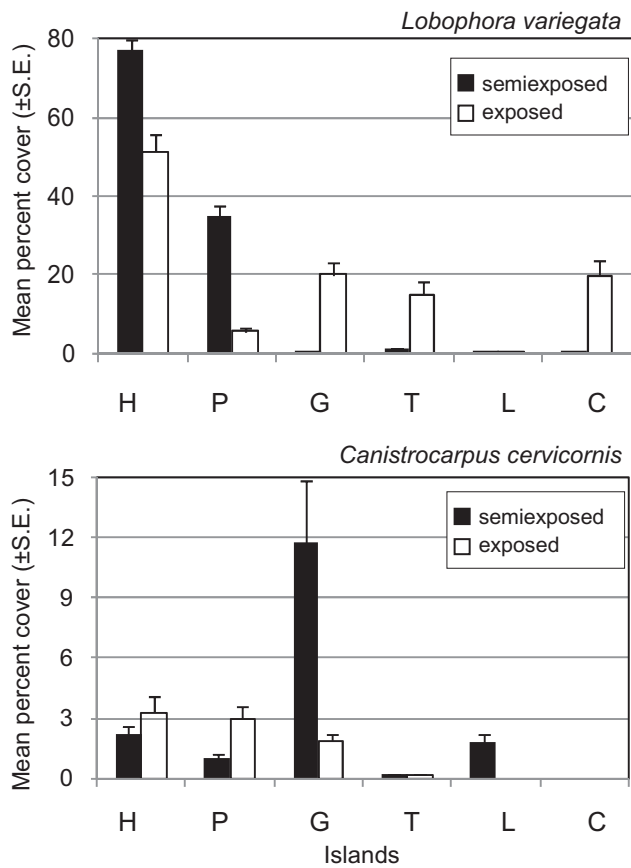 Lobophora variegata
80
60
40
20
0
Mean percent cover (±S.E.)
semiexposed
exposed
H P G T L C
Canistrocarpus cervicornis
15
12
9
6
3
0
Mean percent cover (±S.E.)
semiexposed
exposed
H P G T L C
Islands